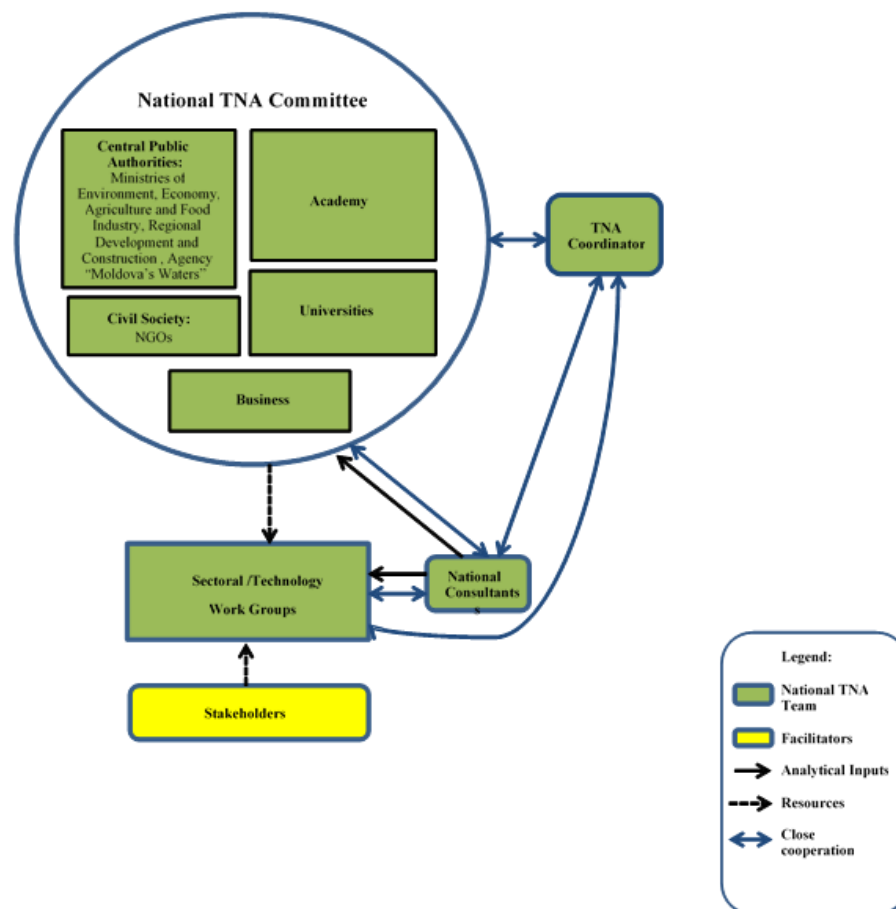 National TNA Committee
Central Public
Authorities:
Ministries of
Environment, Economy,
Agriculture and Food
Industry, Regional
Development and
Construction , Agency
“Moldova’s Waters”
Academy
Civil Society:
NGOs
Universities
Business
TNA
Coordinator
Sectoral /Technology
Work Groups
National
Consultant
s
Stakeholders
Legend:
National TNA
Team
Facilitators
Analytical Inputs
Resources
Close
cooperation